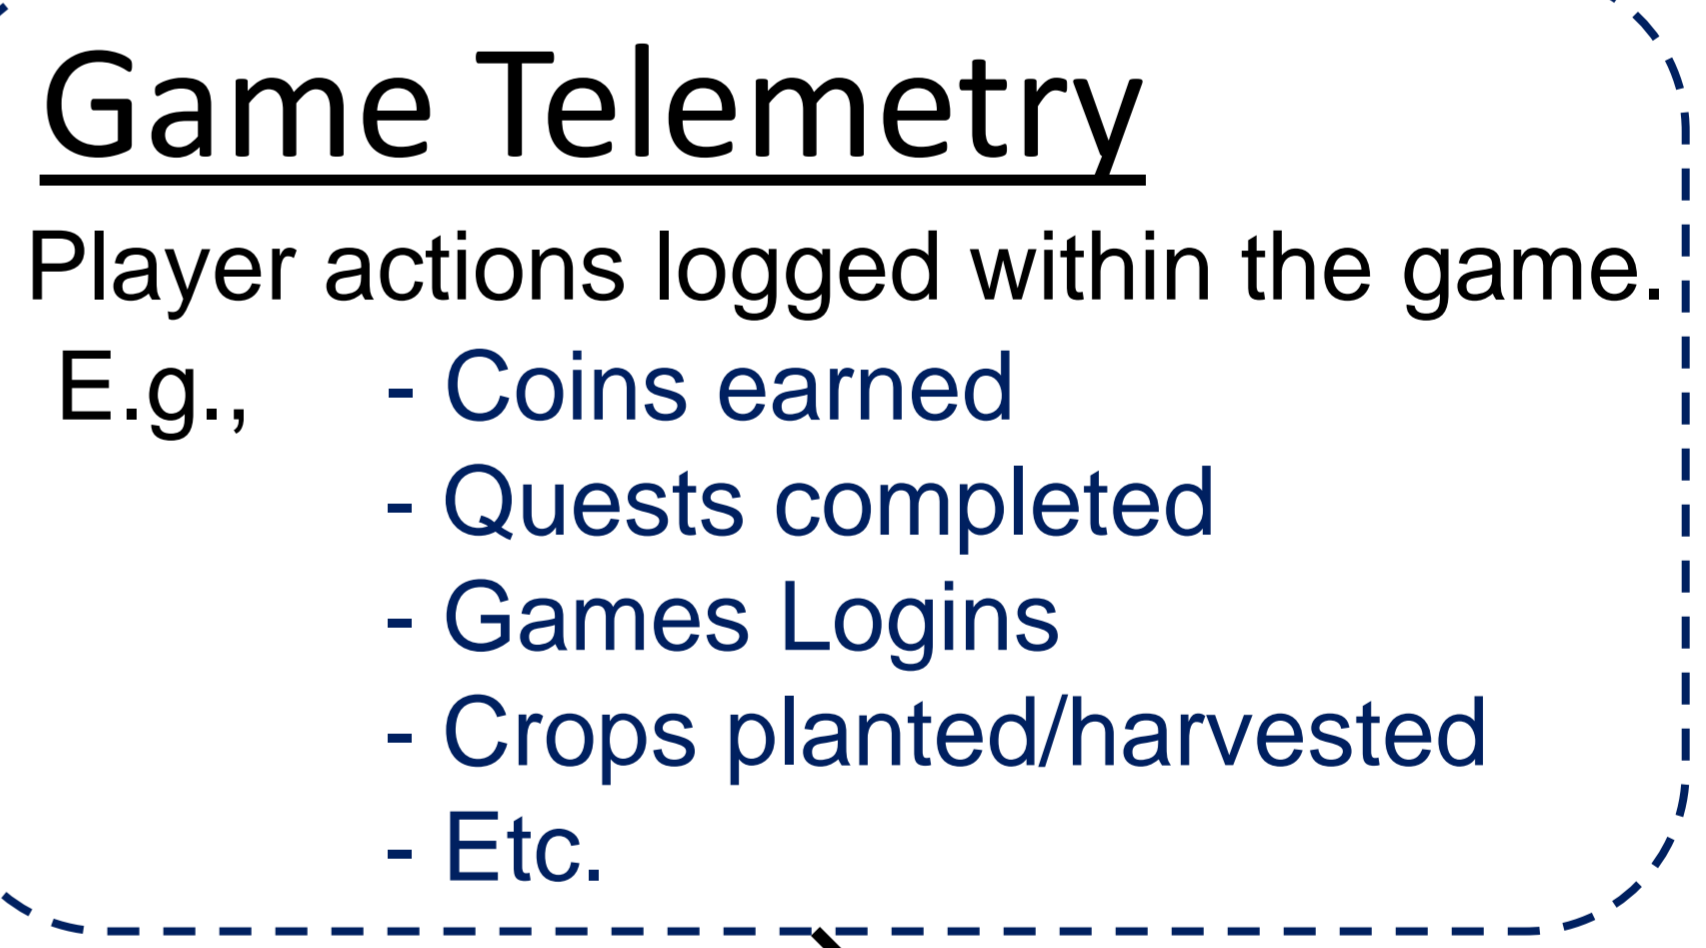 Game Telemetry
Player actions logged within the game.
E.g., - Coins earned
- Quests completed
- Games Logins
- Crops planted/harvested
- Etc.